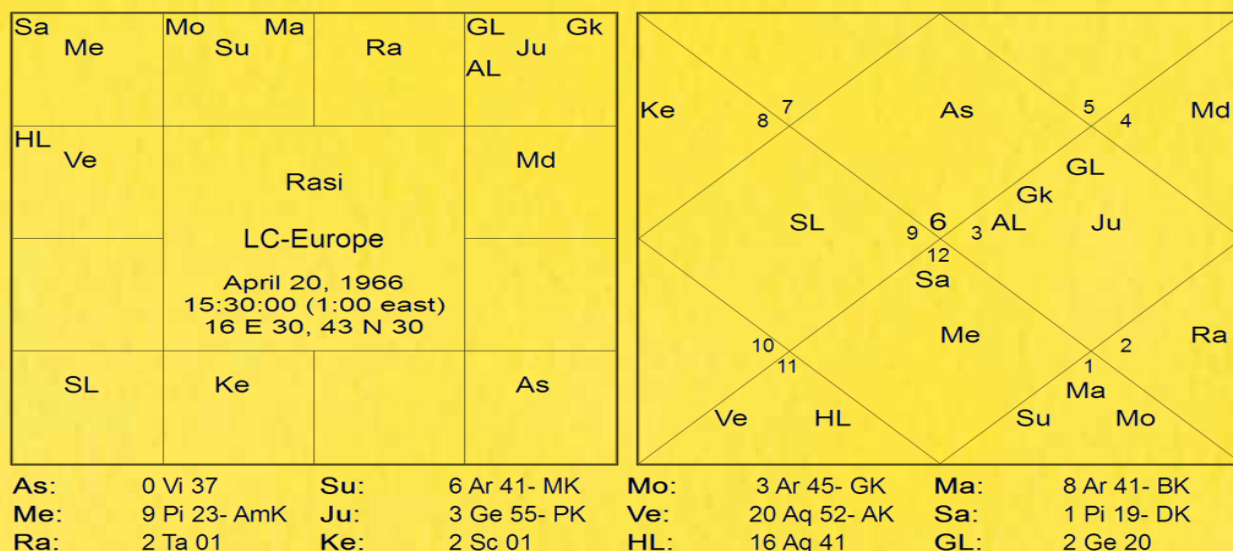 Sa
Me
Mo Ma
Su
Ra
GL Gk
Ju
AL
HL
Ve
Md
SL
Ke
As
Rasi
LC-Europe
April 20, 1966
15:30:00 (1:00 east)
16 E 30, 43 N 30
Ke
7
8
As
5
4
Md
GL
Gk
SL
9
6
3
AL
Ju
12
Sa
Me
10
11
2
1
Ra
Ma
Ve HL
Su Mo
As: 0 Vi 37 Su: 6 Ar 41- MK Mo: 3 Ar 45- GK Ma: 8 Ar 41- BK
Me: 9 Pi 23- AmK Ju: 3 Ge 55- PK Ve: 20 Aq 52- AK Sa: 1 Pi 19- DK
Ra: 2 Ta 01 Ke: 2 Sc 01 HL: 16 Aq 41 GL: 2 Ge 20